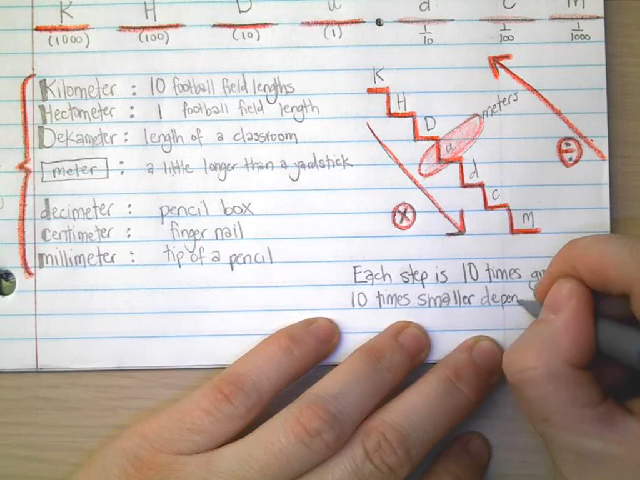 K H D u . d c m
(1000) (100) (10) (1) 1/10 1/100 1/1000
Kilometer : 10 football field lengths
Hectometer : 1 football field length
Dekameter : length of a classroom
meter : a little longer than a yardstick
decimeter : pencil box
centimeter : finger nail
millimeter : tip of a pencil
K
H
D
u meters
d
c
M
÷
x
Each step is 10 times
10 times smaller depen